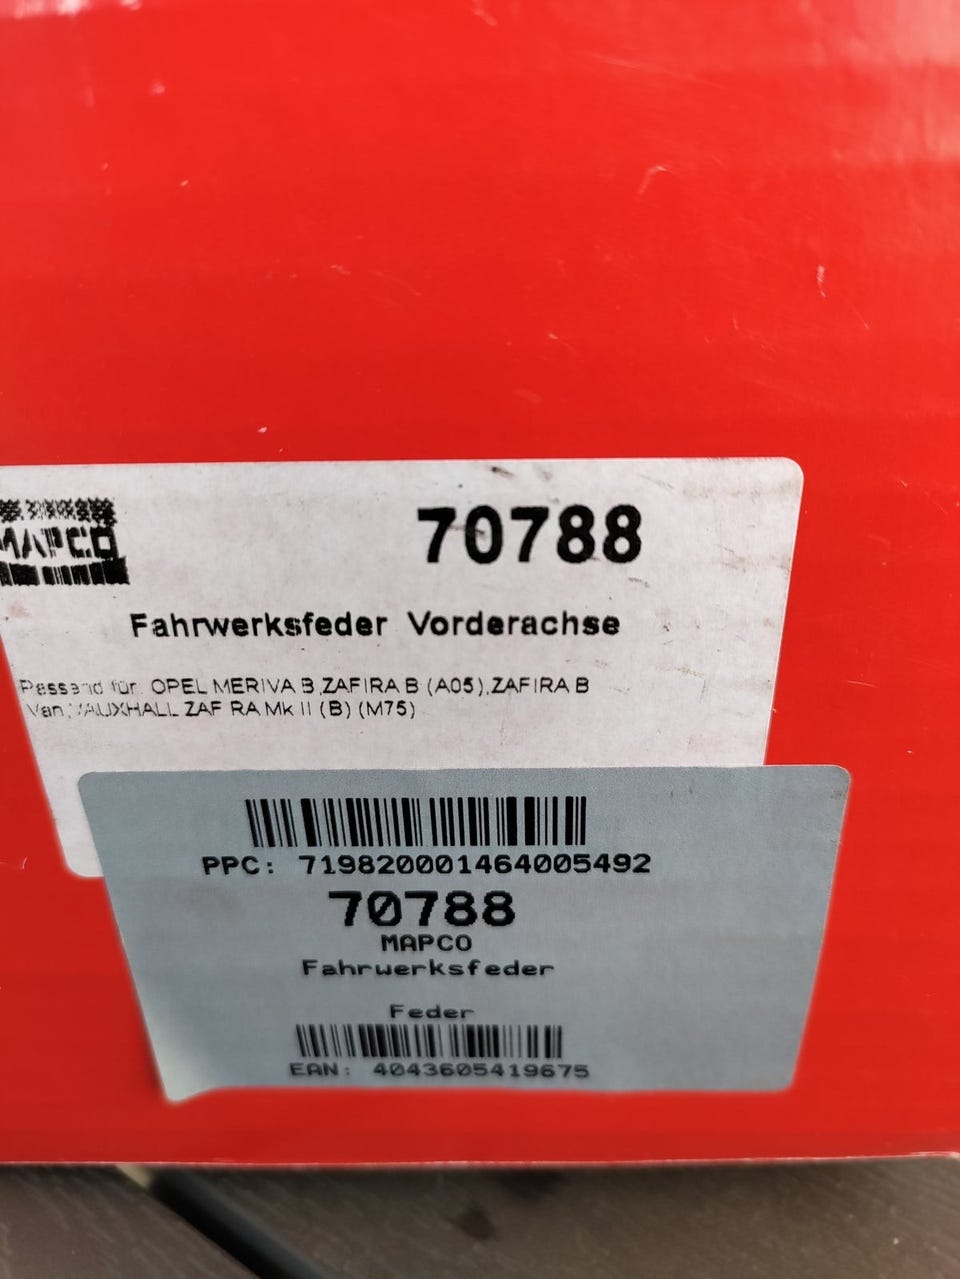 MAPCO
70788
Fahrwerksfeder Vorderachse
Passend für: OPEL MERIVA B,ZAFIRA B (A05),ZAFIRA B
Van,VAUXHALL ZAFIRA Mk II (B) (M75)
PPC: 719820001464005492
70788
MAPCO
Fahrwerksfeder
Feder
EAN: 4043605419675